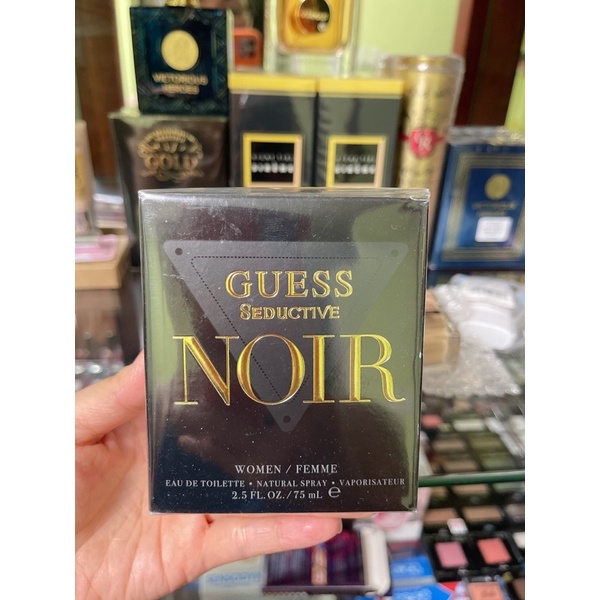 VICTORIOUS
HEROES
GOLD
GUESS
SEDUCTIVE
NOIR
WOMEN / FEMME
EAU DE TOILETTE • NATURAL SPRAY • VAPORISATEUR
2.5 FL. OZ. / 75 mL ℮